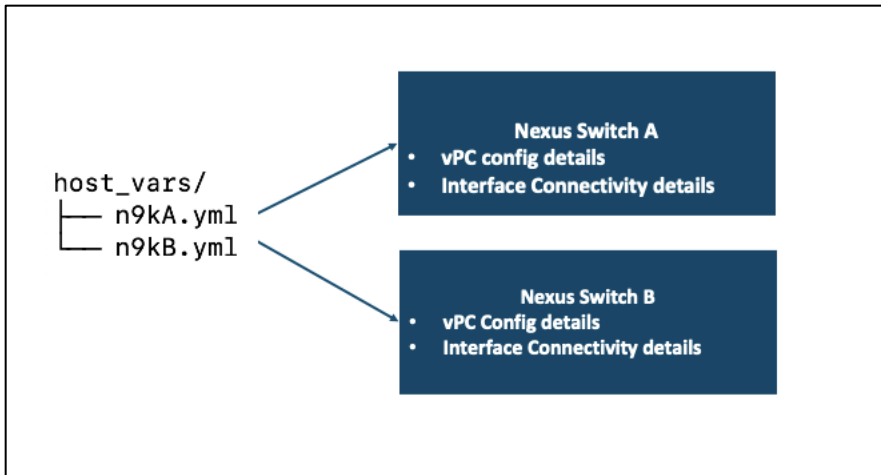 host_vars/
├── n9kA.yml
└── n9kB.yml
Nexus Switch A
• vPC config details
• Interface Connectivity details
Nexus Switch B
• vPC Config details
• Interface Connectivity details